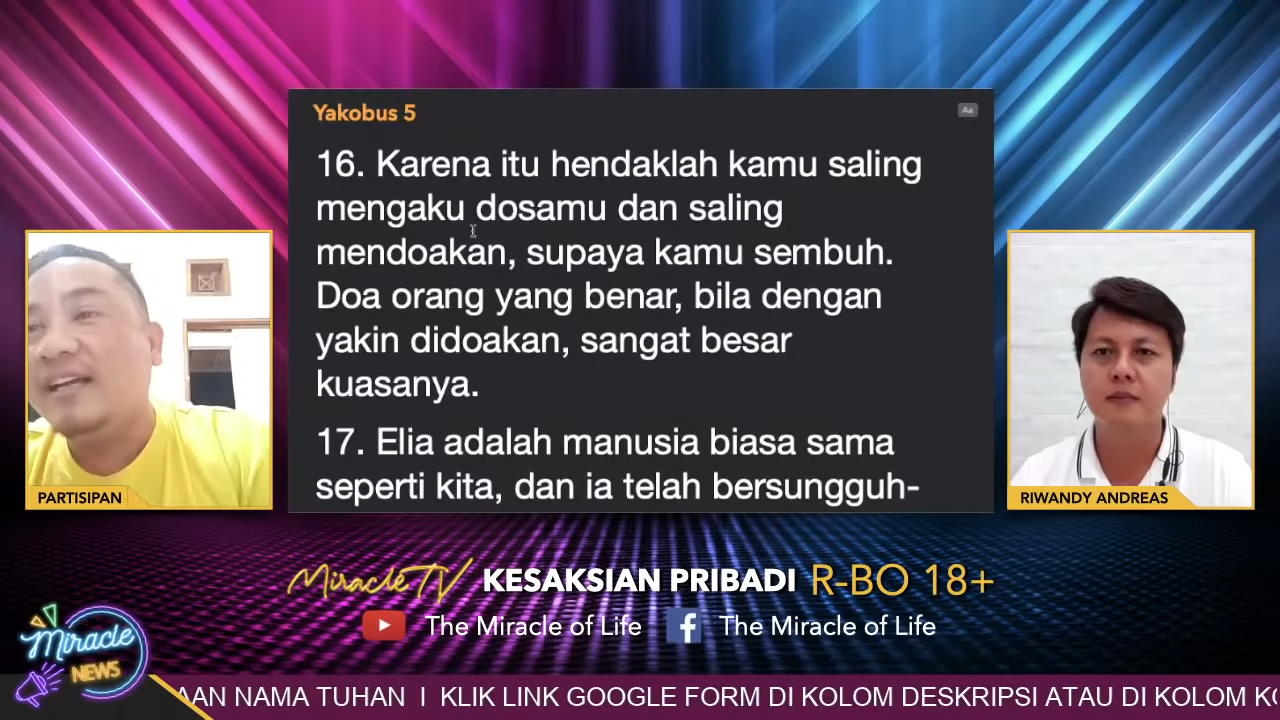 Yakobus 5
Aa
16. Karena itu hendaklah kamu saling
mengaku dosamu dan saling
mendoakan, supaya kamu sembuh.
Doa orang yang benar, bila dengan
yakin didoakan, sangat besar
kuasanya.
17. Elia adalah manusia biasa sama
seperti kita, dan ia telah bersungguh-
PARTISIPAN
RIWANDY ANDREAS
Miracle TV KESAKSIAN PRIBADI R-BO 18+
The Miracle of Life f The Miracle of Life
Miracle
NEWS
AAN NAMA TUHAN I KLIK LINK GOOGLE FORM DI KOLOM DESKRIPSI ATAU DI KOLOM